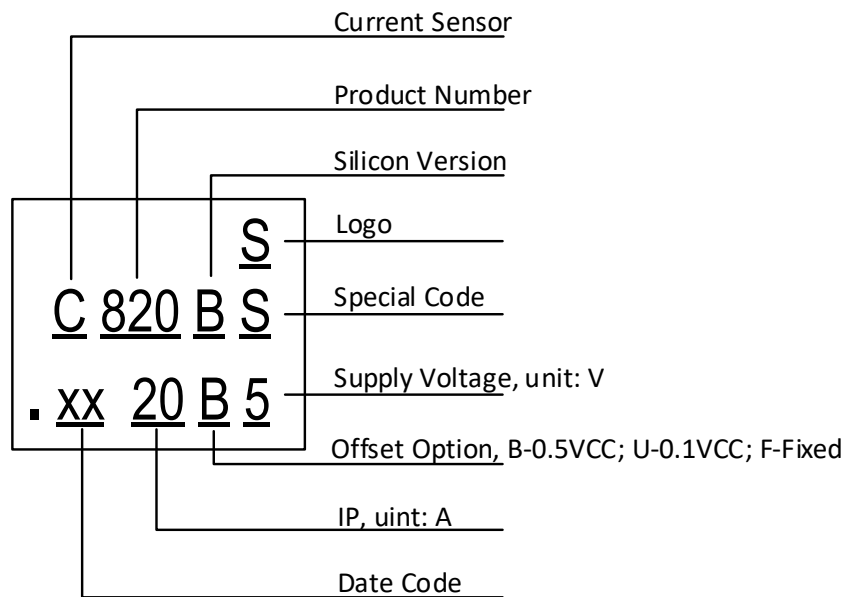 Current Sensor
Product Number
Silicon Version
S
Logo
C 820 B S
Special Code
. xx 20 B 5
Supply Voltage, unit: V
Offset Option, B-0.5VCC; U-0.1VCC; F-Fixed
IP, uint: A
Date Code